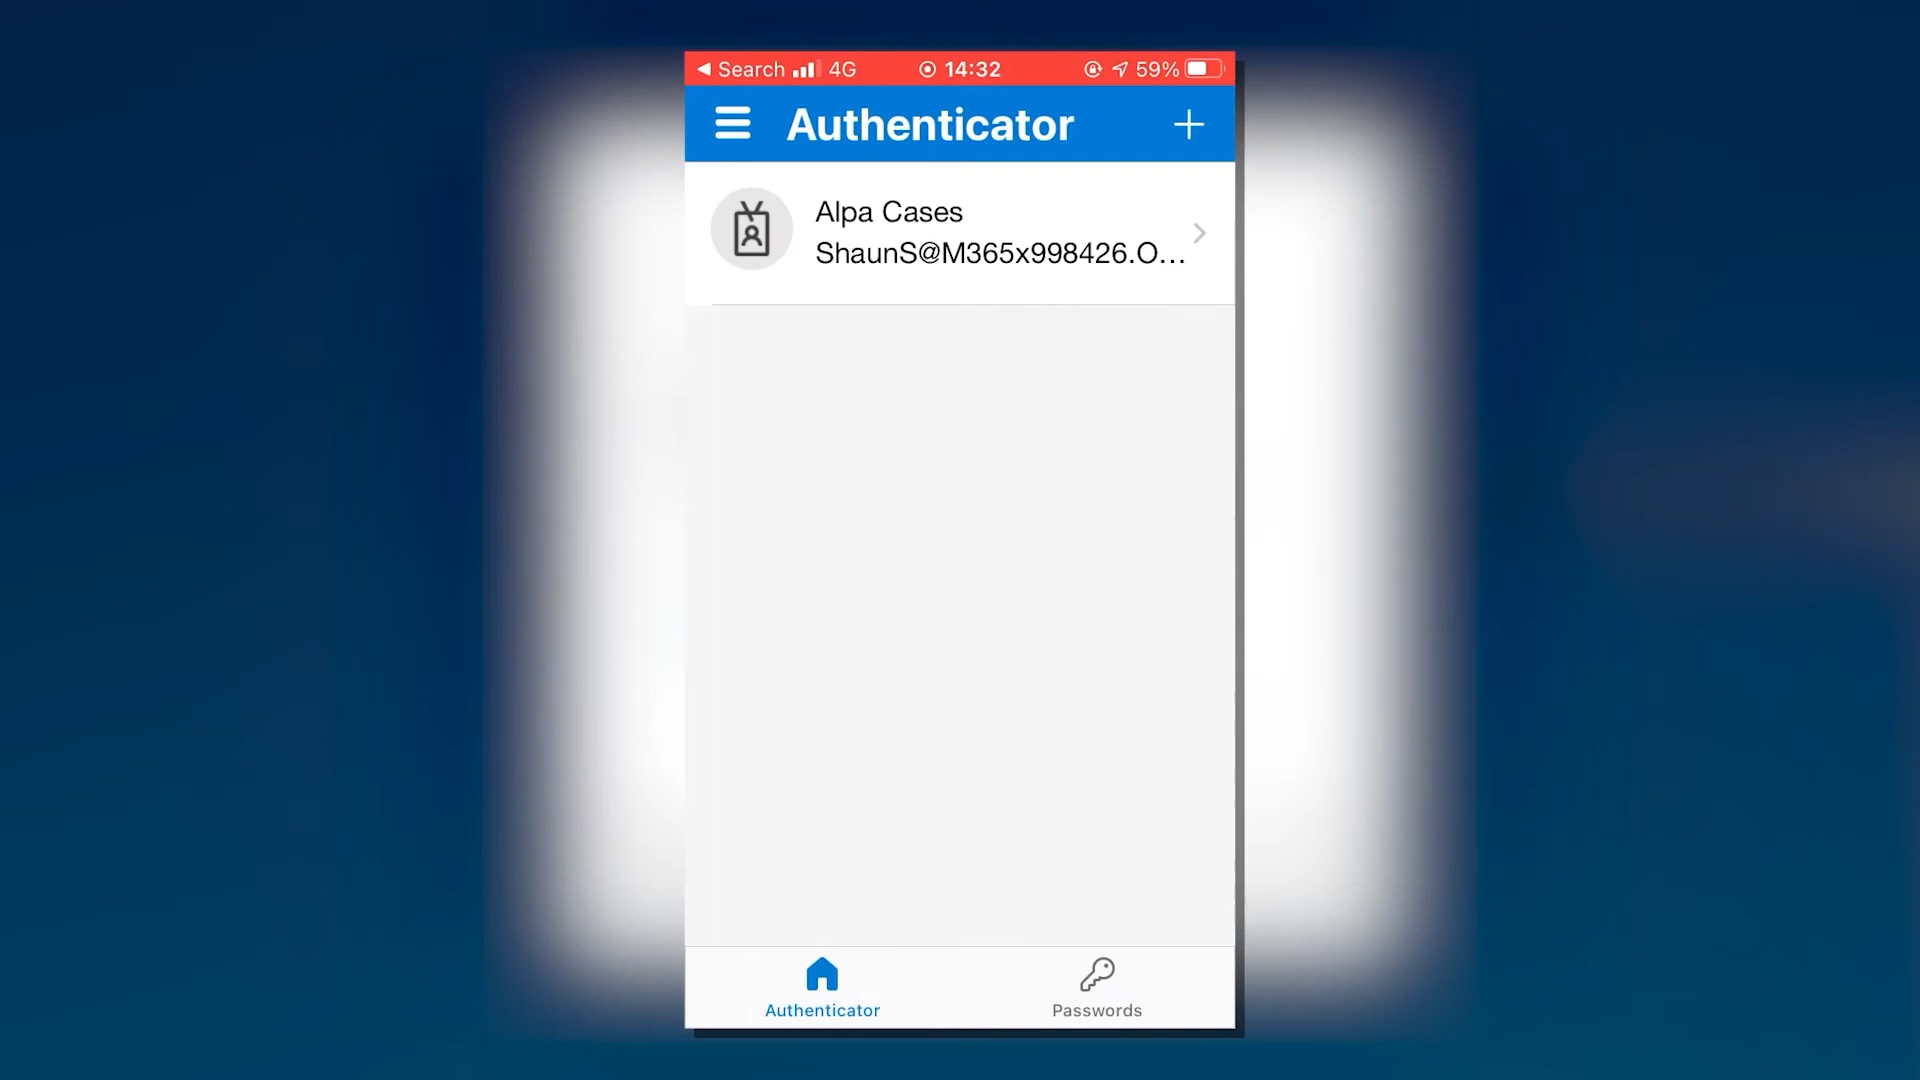 Search 4G 14:32 59%
Authenticator
Alpa Cases
ShaunS@M365x998426.O...
Authenticator Passwords